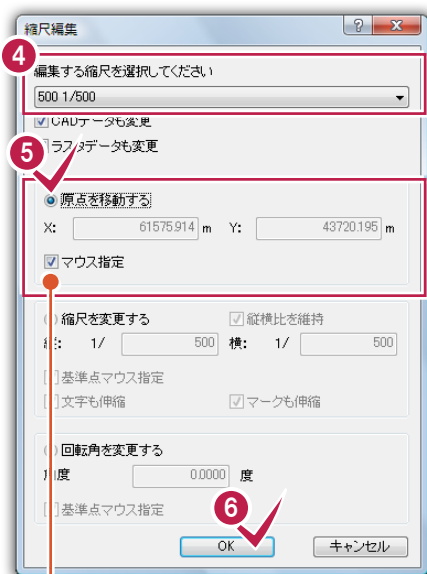 縮尺編集
4
編集する縮尺を選択してください
500 1/500
CADデータも変更
5
ラスタデータも変更
原点を移動する
X: 61575.914 m Y: 43720.195 m
マウス指定
縮尺を変更する 縦横比を維持
縦: 1/ 500 横: 1/ 500
基準点マウス指定
文字も伸縮 マークも伸縮
回転角を変更する
角度 0.0000 度
基準点マウス指定
6
OK キャンセル